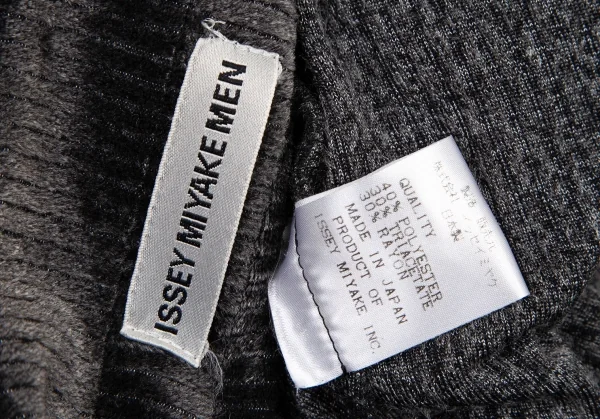 ISSEY MIYAKE MEN
QUALITY
40% POLYESTER
30% TRIACETATE
30% RAYON
MADE IN JAPAN
PRODUCT OF
ISSEY MIYAKE INC.